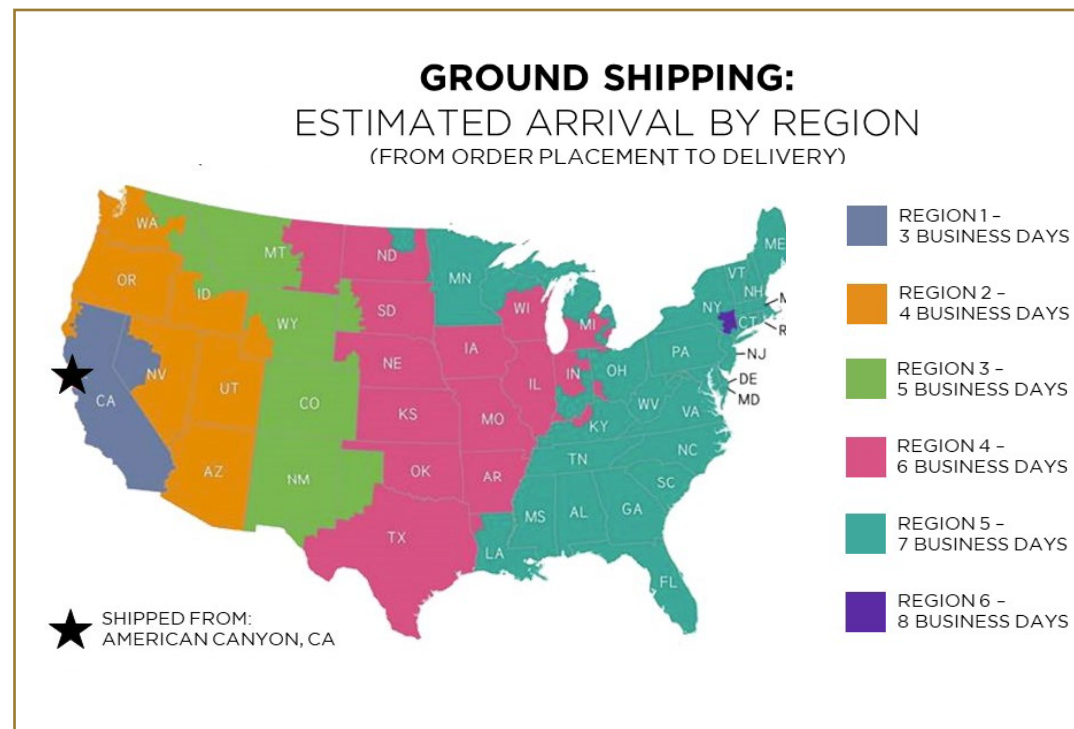 GROUND SHIPPING:
ESTIMATED ARRIVAL BY REGION
(FROM ORDER PLACEMENT TO DELIVERY)
WA
MT
ND
MN
ME
VT
NH
M
OR
ID
SD
WI
MI
NY
CT
R
WY
IA
PA
NJ
NE
NV
UT
IL
IN
OH
DE
CA
CO
KS
MO
WV
VA
MD
KY
NC
TN
AZ
NM
OK
AR
SC
MS
AL
GA
TX
LA
FL
REGION 1 –
3 BUSINESS DAYS
REGION 2 –
4 BUSINESS DAYS
REGION 3 –
5 BUSINESS DAYS
REGION 4 –
6 BUSINESS DAYS
REGION 5 –
7 BUSINESS DAYS
REGION 6 –
8 BUSINESS DAYS
SHIPPED FROM:
AMERICAN CANYON, CA